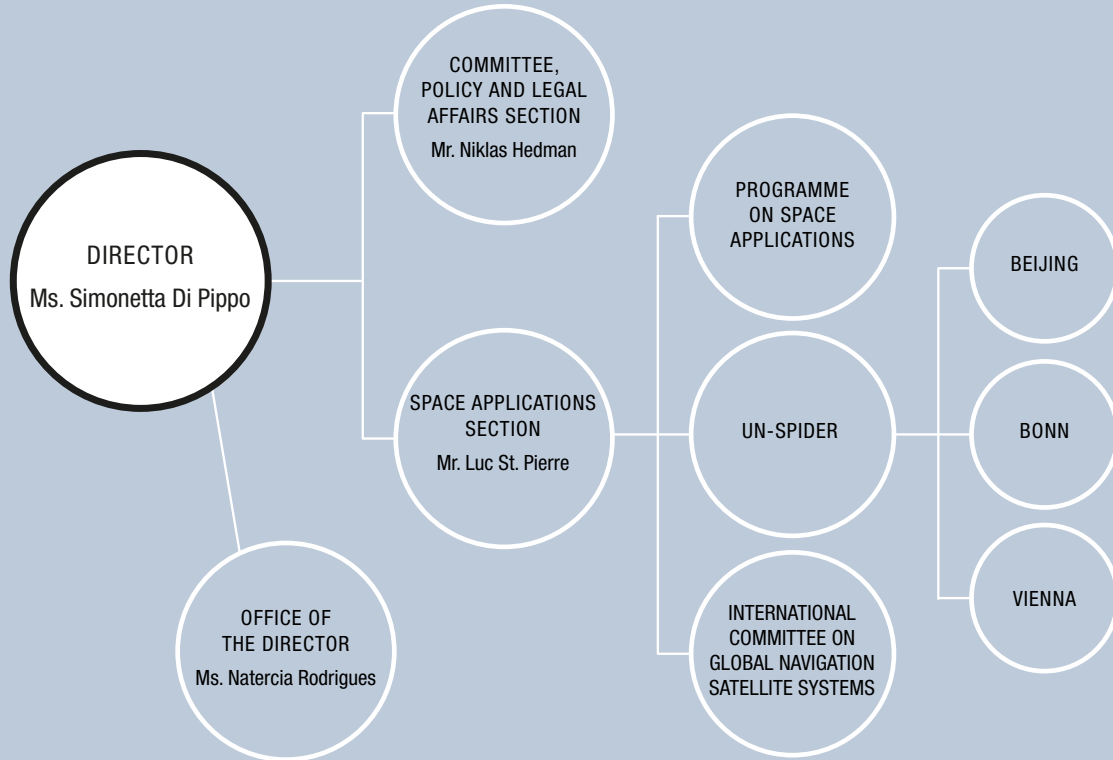 DIRECTOR
Ms. Simonetta Di Pippo
OFFICE OF
THE DIRECTOR
Ms. Natercia Rodrigues
COMMITTEE,
POLICY AND LEGAL
AFFAIRS SECTION
Mr. Niklas Hedman
SPACE APPLICATIONS
SECTION
Mr. Luc St. Pierre
PROGRAMME
ON SPACE
APPLICATIONS
UN-SPIDER
INTERNATIONAL
COMMITTEE ON
GLOBAL NAVIGATION
SATELLITE SYSTEMS
BEIJING
BONN
VIENNA